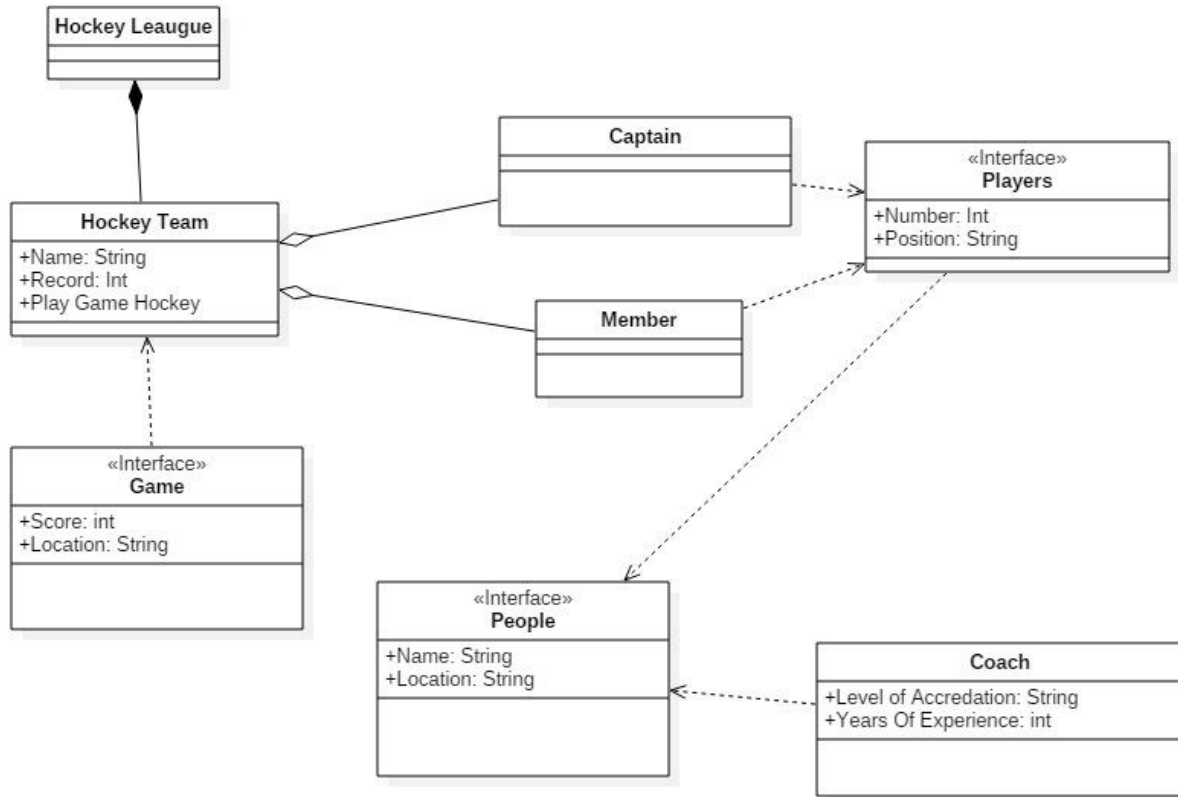 Hockey Leaugue
Captain
«Interface»
Players
+Number: Int
+Position: String
Hockey Team
+Name: String
+Record: Int
+Play Game Hockey
Member
«Interface»
Game
+Score: int
+Location: String
«Interface»
People
+Name: String
+Location: String
Coach
+Level of Accredation: String
+Years Of Experience: int